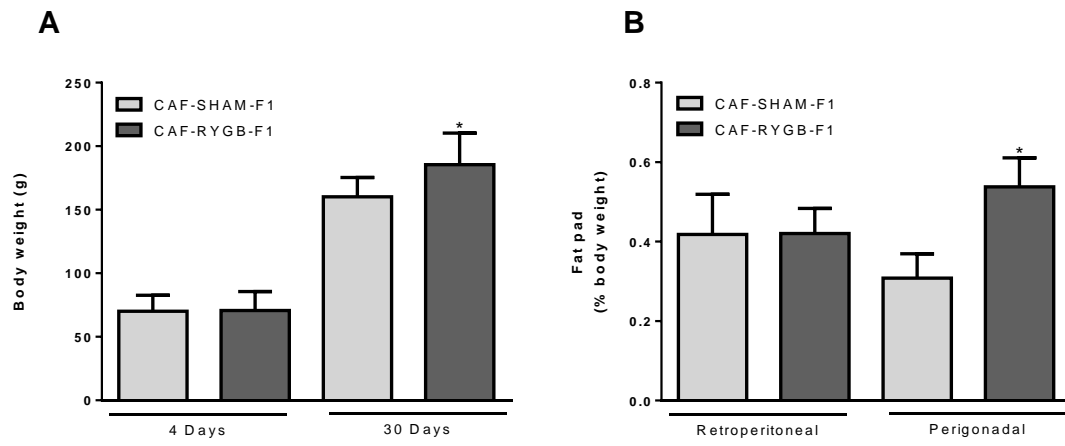 A
Body weight (g)
250
200
150
100
50
0
CAF-SHAM-F1
CAF-RYGB-F1
*
4 Days
30 Days
B
Fat pad
(% body weight)
0.8
0.6
0.4
0.2
0.0
CAF-SHAM-F1
CAF-RYGB-F1
*
Retroperitoneal
Perigonadal